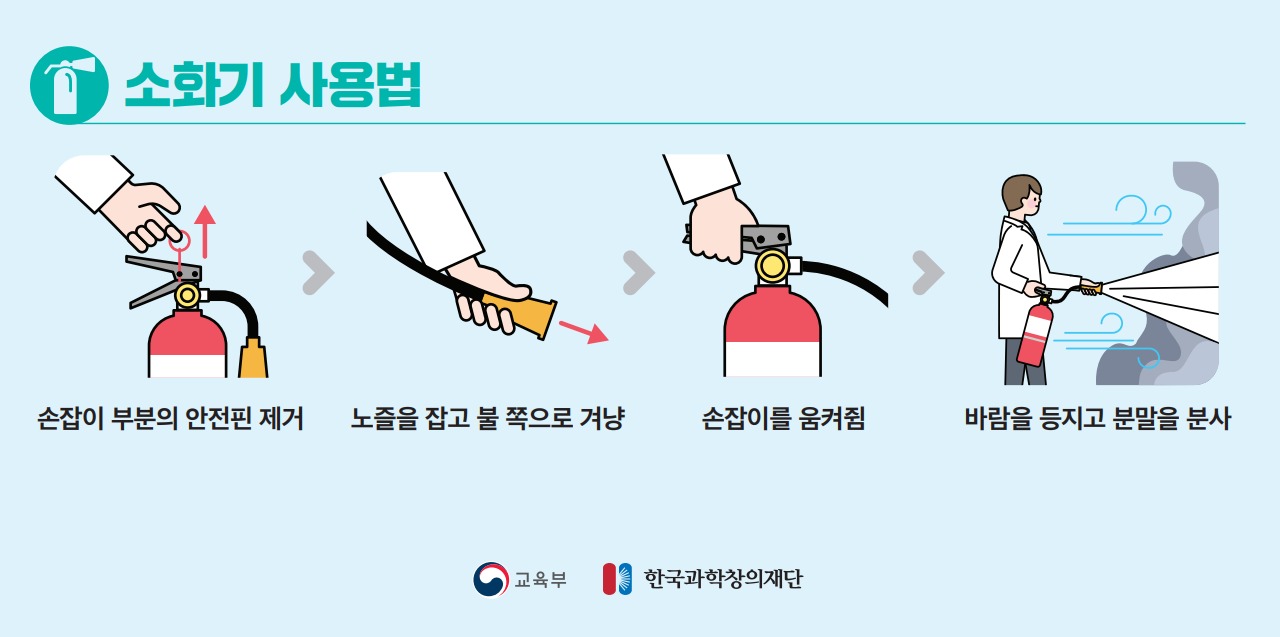 소화기 사용법
손잡이 부분의 안전핀 제거
노즐을 잡고 불 쪽으로 겨냥
손잡이를 움켜쥠
바람을 등지고 분말을 분사
교육부
한국과학창의재단